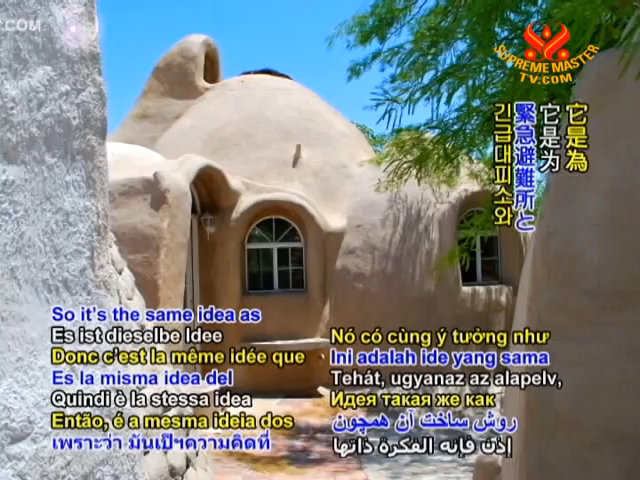 V.COM
SUPREME MASTER
TV.COM
它是為
它是为
緊急避難所と
긴급대피소와
So it's the same idea as
Es ist dieselbe Idee
Donc c'est la même idée que
Es la misma idea del
Quindi è la stessa idea
Então, é a mesma ideia dos
เพราะว่า มันเป็นความคิดที่
Nó có cùng ý tưởng như
Ini adalah ide yang sama
Tehát, ugyanaz az alapelv,
Идея такая же как
روش ساخت آن همچون
إذن فإنه الفكرة ذاتها